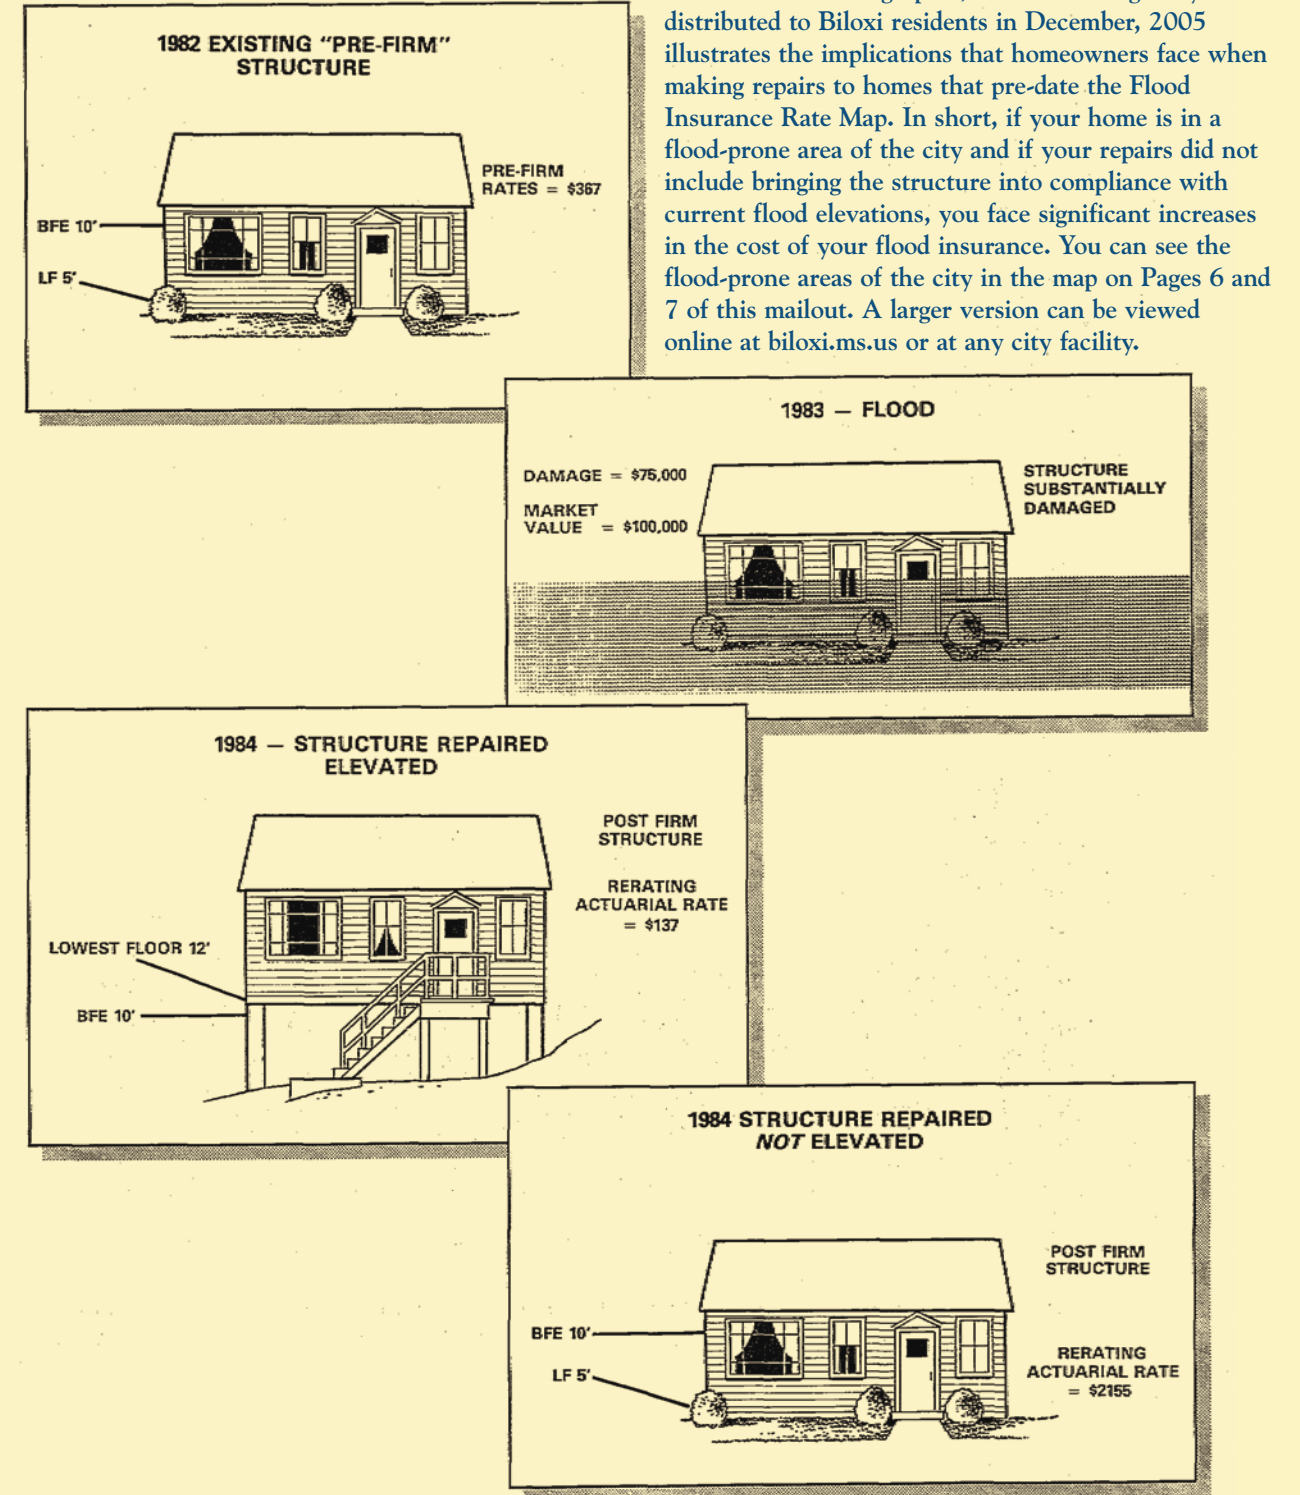 distributed to Biloxi residents in December, 2005
illustrates the implications that homeowners face when
making repairs to homes that pre-date the Flood
Insurance Rate Map. In short, if your home is in a
flood-prone area of the city and if your repairs did not
include bringing the structure into compliance with
current flood elevations, you face significant increases
in the cost of your flood insurance. You can see the
flood-prone areas of the city in the map on Pages 6 and
7 of this mailout. A larger version can be viewed
online at biloxi.ms.us or at any city facility.
1982 EXISTING “PRE-FIRM”
STRUCTURE
PRE-FIRM
RATES = $367
BFE 10'
LF 5'
1983 — FLOOD
DAMAGE = $75,000
MARKET
VALUE = $100,000
STRUCTURE
SUBSTANTIALLY
DAMAGED
1984 — STRUCTURE REPAIRED
ELEVATED
POST FIRM
STRUCTURE
RERATING
ACTUARIAL RATE
= $137
LOWEST FLOOR 12'
BFE 10'
1984 STRUCTURE REPAIRED
NOT ELEVATED
POST FIRM
STRUCTURE
BFE 10'
LF 5'
RERATING
ACTUARIAL RATE
= $2155